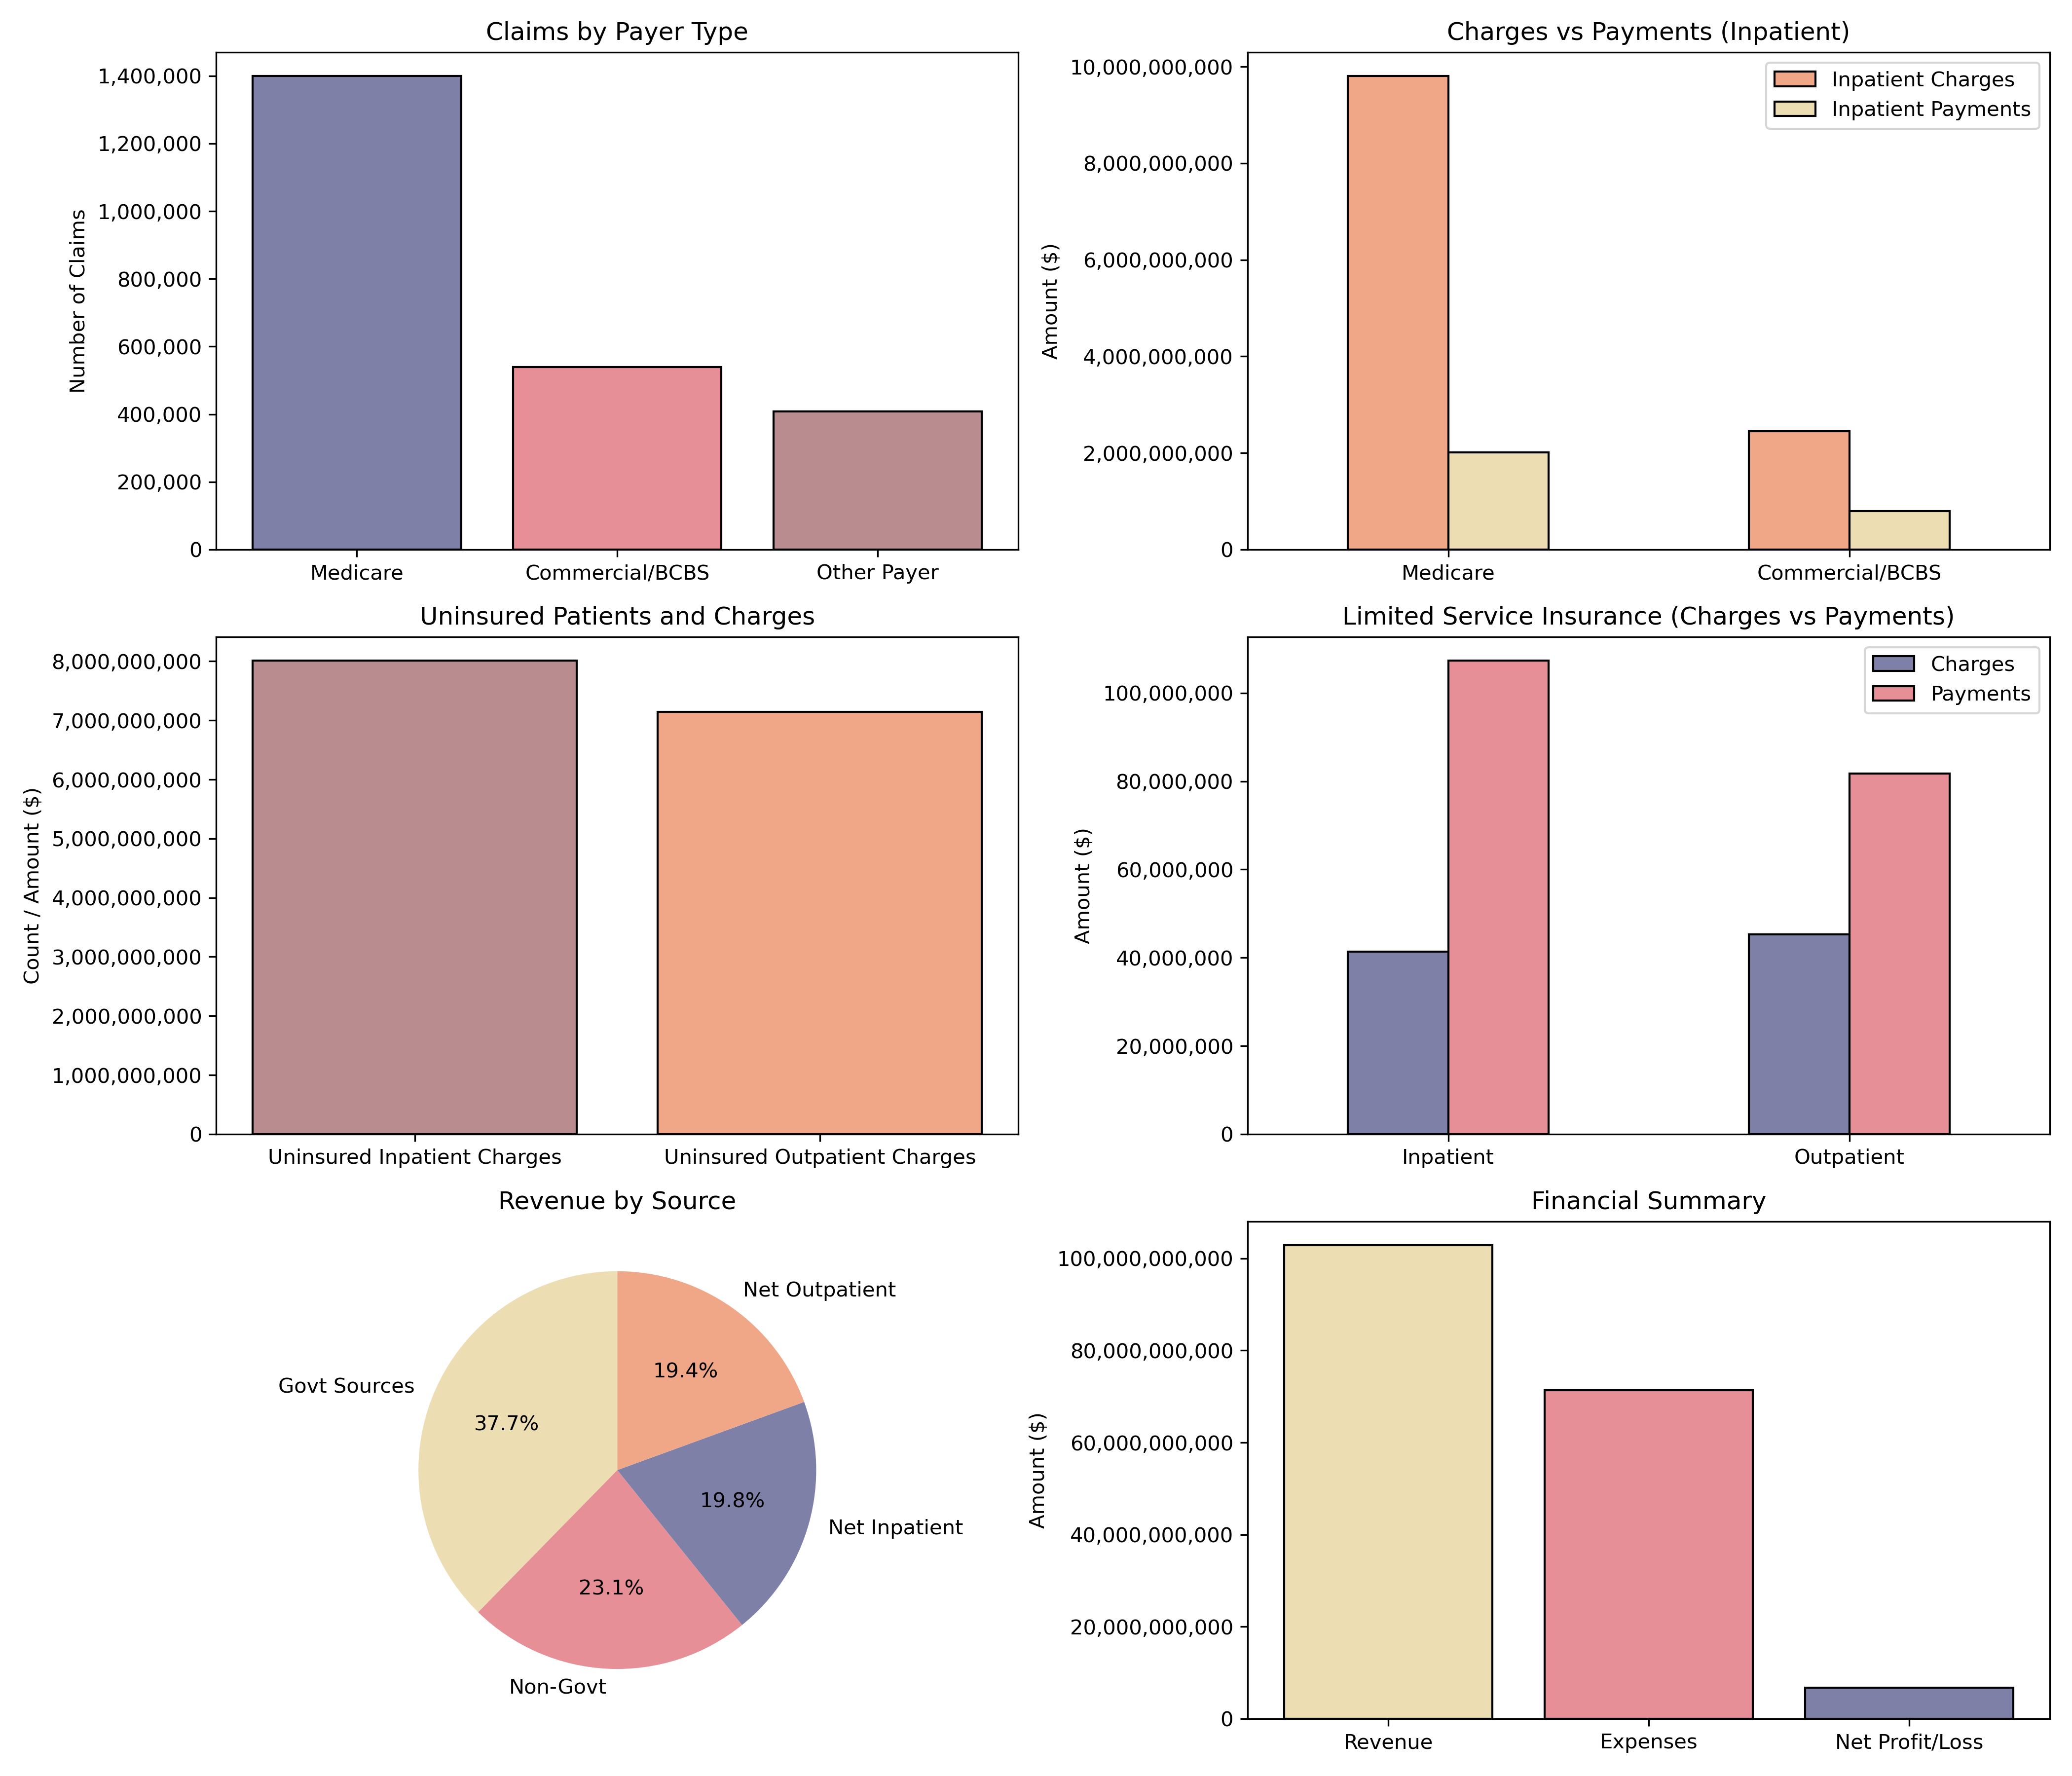 Claims by Payer Type
Number of Claims
1,400,000
1,200,000
1,000,000
800,000
600,000
400,000
200,000
0
Medicare
Commercial/BCBS
Other Payer
Charges vs Payments (Inpatient)
Amount ($)
10,000,000,000
8,000,000,000
6,000,000,000
4,000,000,000
2,000,000,000
0
Inpatient Charges
Inpatient Payments
Medicare
Commercial/BCBS
Uninsured Patients and Charges
Count / Amount ($)
8,000,000,000
7,000,000,000
6,000,000,000
5,000,000,000
4,000,000,000
3,000,000,000
2,000,000,000
1,000,000,000
0
Uninsured Inpatient Charges
Uninsured Outpatient Charges
Limited Service Insurance (Charges vs Payments)
Amount ($)
100,000,000
80,000,000
60,000,000
40,000,000
20,000,000
0
Charges
Payments
Inpatient
Outpatient
Revenue by Source
Net Outpatient
19.4%
Govt Sources
37.7%
19.8%
Net Inpatient
23.1%
Non-Govt
Financial Summary
Amount ($)
100,000,000,000
80,000,000,000
60,000,000,000
40,000,000,000
20,000,000,000
0
Revenue
Expenses
Net Profit/Loss